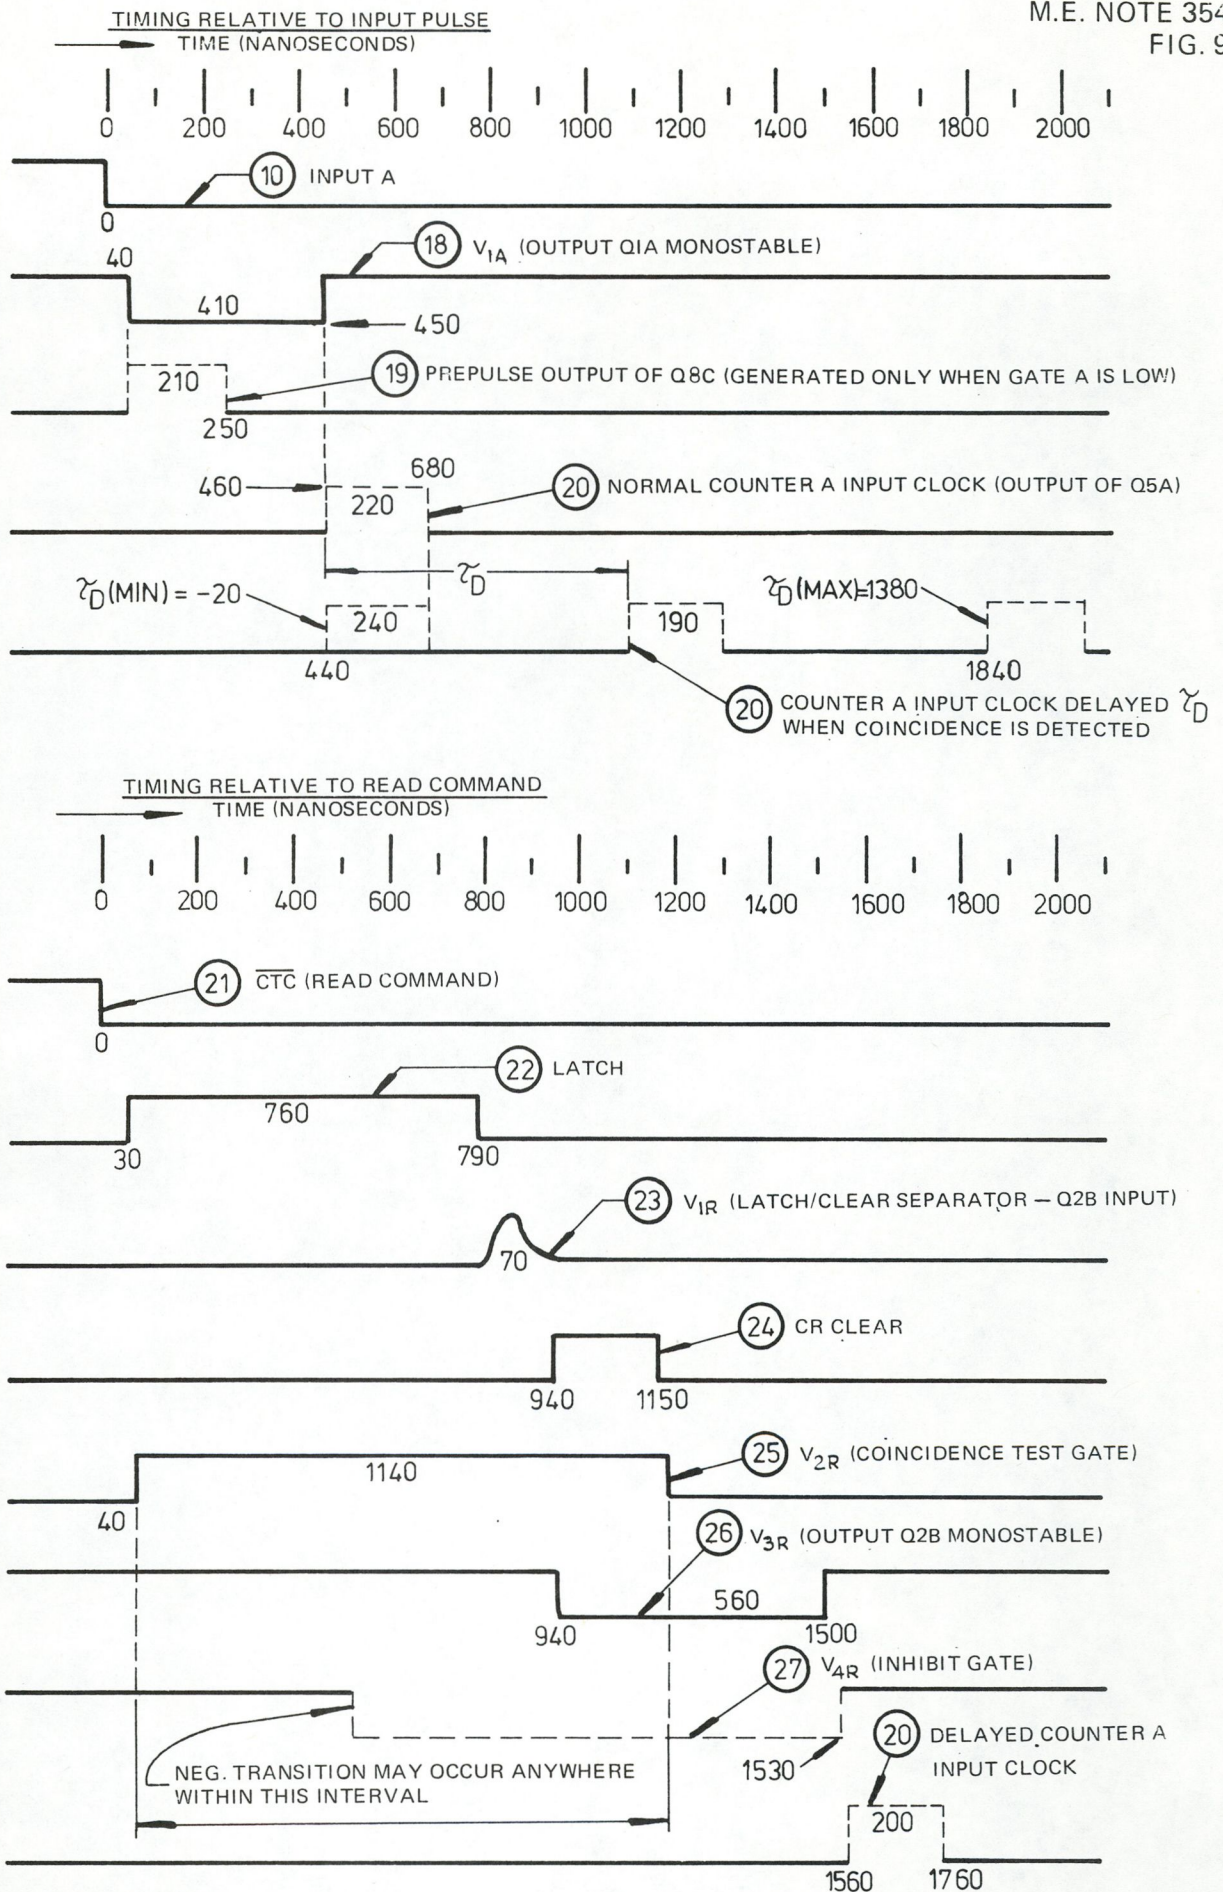 M.E. NOTE 354
FIG. 9
TIMING RELATIVE TO INPUT PULSE
TIME (NANOSECONDS)
0 200 400 600 800 1000 1200 1400 1600 1800 2000
10 INPUT A
0
18 V1A (OUTPUT Q1A MONOSTABLE)
40
410
450
19 PREPULSE OUTPUT OF Q8C (GENERATED ONLY WHEN GATE A IS LOW)
210
250
680
460
220
20 NORMAL COUNTER A INPUT CLOCK (OUTPUT OF Q5A)
τD
τD(MIN) = -20
τD(MAX)=1380
240
190
440
1840
20 COUNTER A INPUT CLOCK DELAYED τD
WHEN COINCIDENCE IS DETECTED
TIMING RELATIVE TO READ COMMAND
TIME (NANOSECONDS)
0 200 400 600 800 1000 1200 1400 1600 1800 2000
21 C̅T̅C̅ (READ COMMAND)
0
22 LATCH
760
30
790
23 V1R (LATCH/CLEAR SEPARATOR — Q2B INPUT)
70
24 CR CLEAR
940 1150
25 V2R (COINCIDENCE TEST GATE)
1140
40
26 V3R (OUTPUT Q2B MONOSTABLE)
560
940
1500
27 V4R (INHIBIT GATE)
20 DELAYED COUNTER A
INPUT CLOCK
1530
NEG. TRANSITION MAY OCCUR ANYWHERE
WITHIN THIS INTERVAL
200
1560 1760